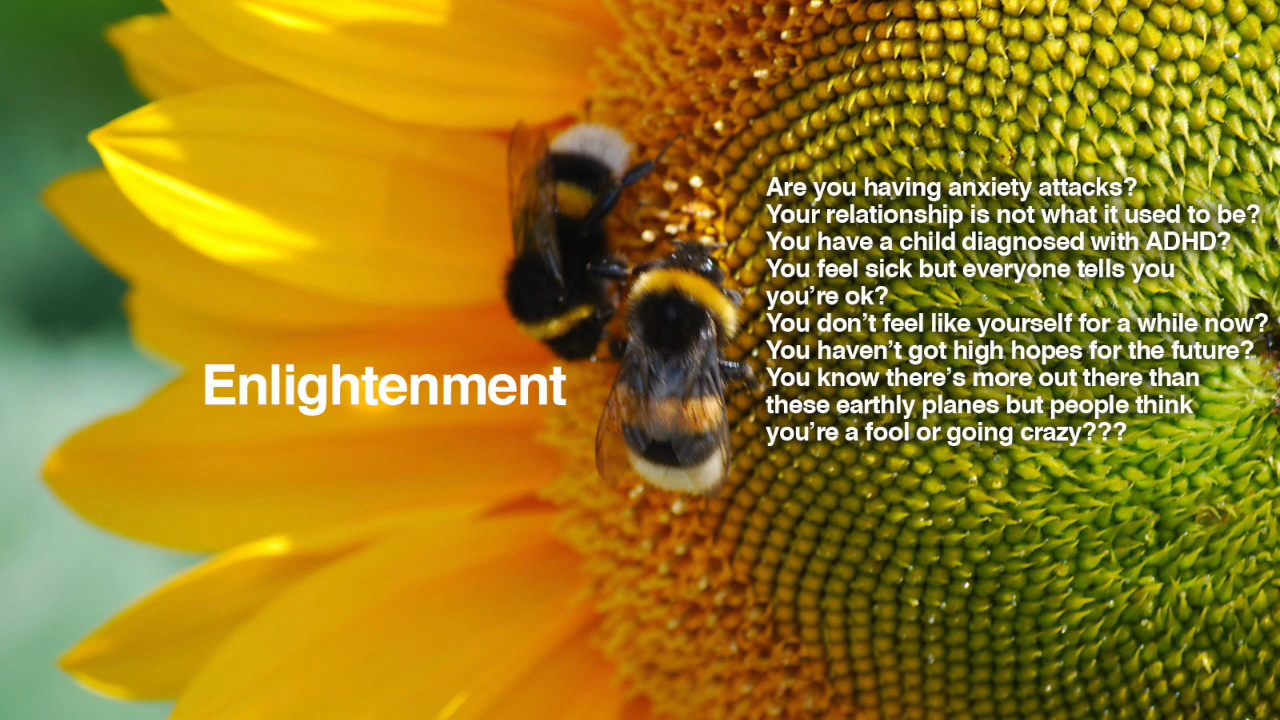 Enlightenment
Are you having anxiety attacks?
Your relationship is not what it used to be?
You have a child diagnosed with ADHD?
You feel sick but everyone tells you
you’re ok?
You don’t feel like yourself for a while now?
You haven’t got high hopes for the future?
You know there’s more out there than
these earthly planes but people think
you’re a fool or going crazy???